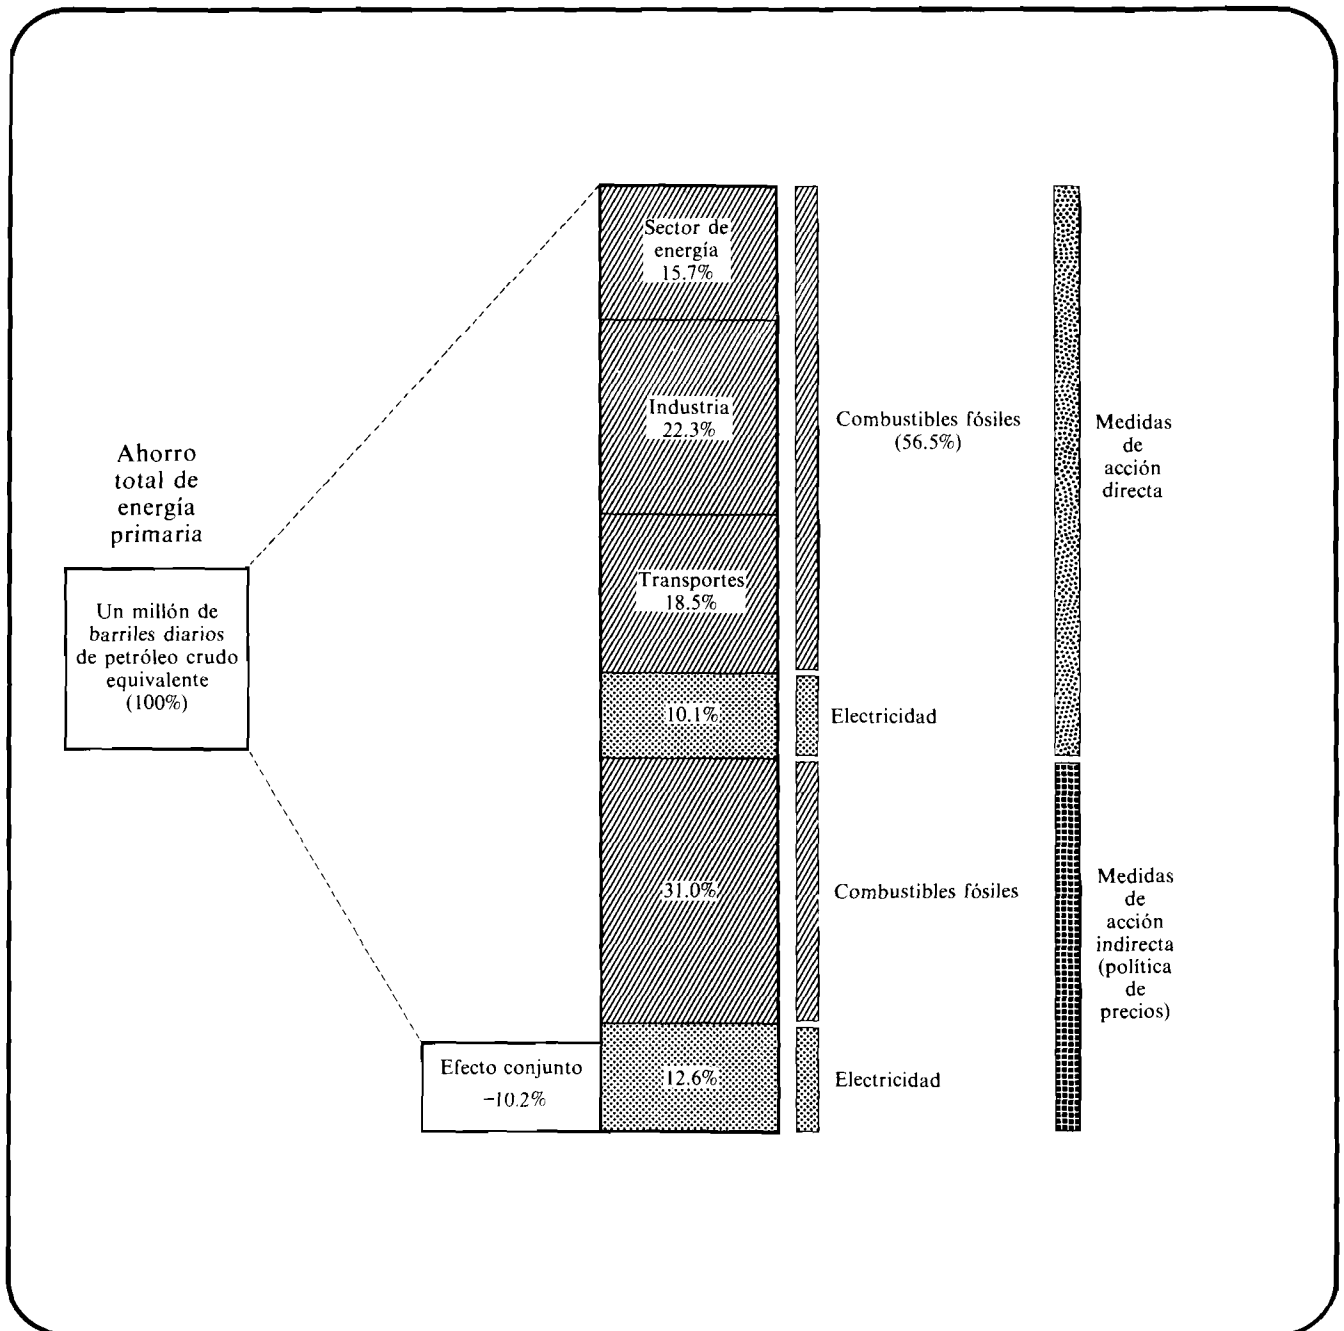 Ahorro
total de
energía
primaria
Un millón de
barriles diarios
de petróleo crudo
equivalente
(100%)
Sector de
energía
15.7%
Industria
22.3%
Transportes
18.5%
10.1%
31.0%
12.6%
Efecto conjunto
−10.2%
Combustibles fósiles
(56.5%)
Electricidad
Combustibles fósiles
Electricidad
Medidas
de
acción
directa
Medidas
de
acción
indirecta
(política
de
precios)